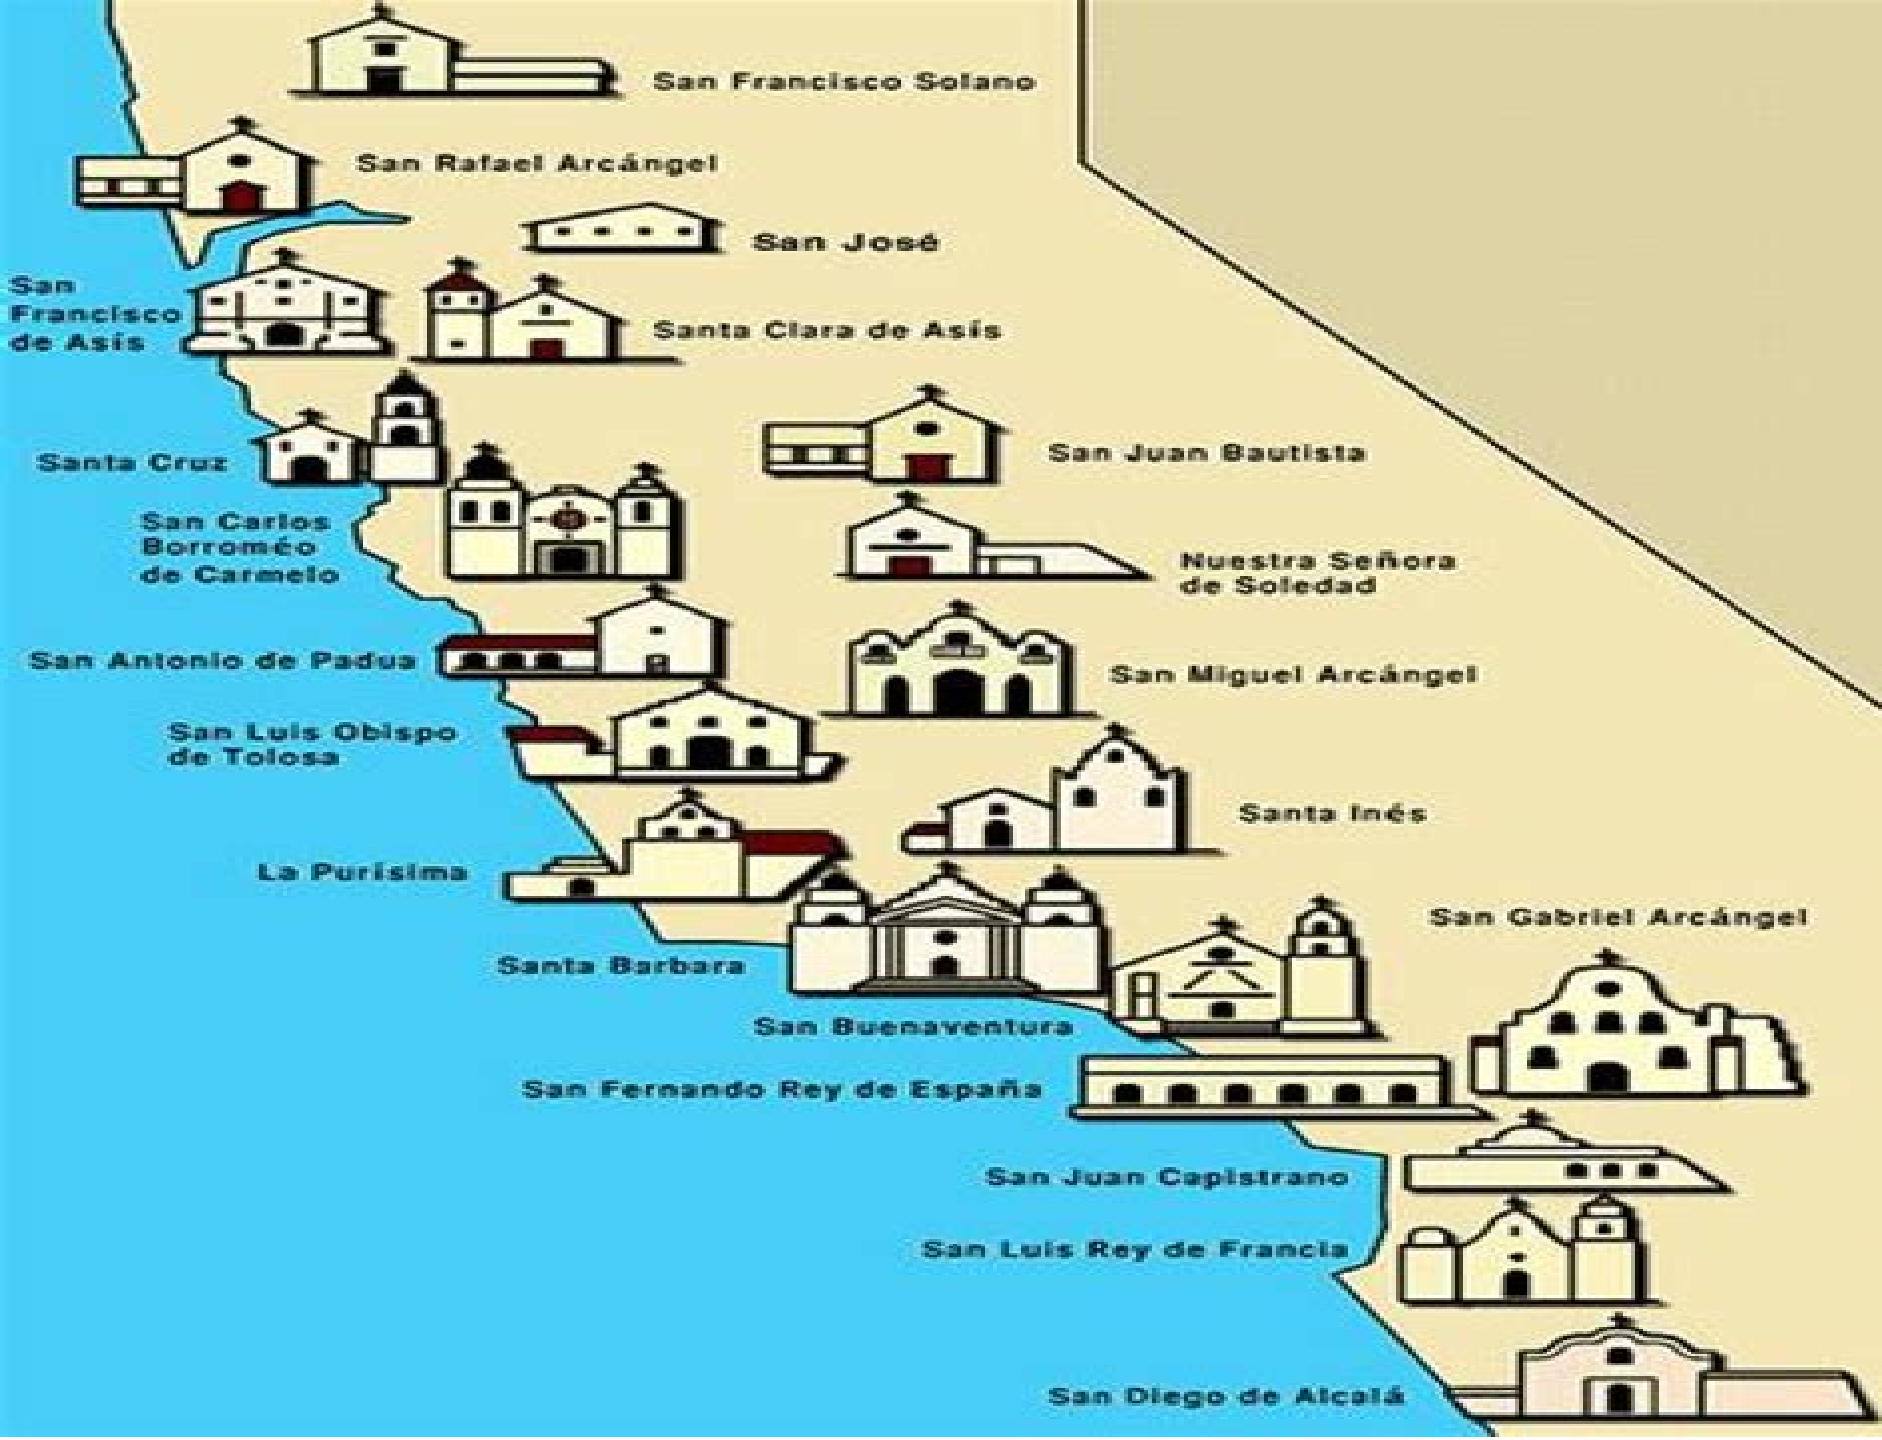 San Francisco Solano
San Rafael Arcángel
San José
San
Francisco
de Asís
Santa Clara de Asís
Santa Cruz
San Juan Bautista
San Carlos
Borroméo
de Carmelo
Nuestra Señora
de Soledad
San Antonio de Padua
San Miguel Arcángel
San Luis Obispo
de Tolosa
Santa Inés
La Purísima
San Gabriel Arcángel
Santa Barbara
San Buenaventura
San Fernando Rey de España
San Juan Capistrano
San Luis Rey de Francia
San Diego de Alcalá